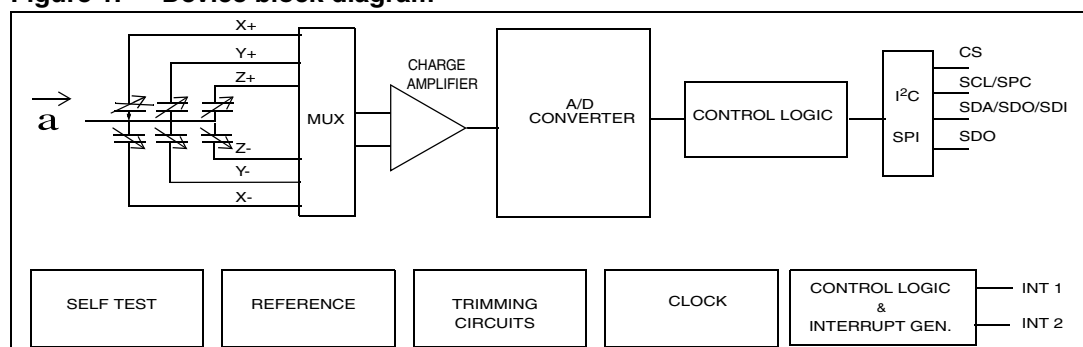 Figure 1. Device block diagram
X+
Y+
Z+
a
Z-
Y-
X-
MUX
CHARGE
AMPLIFIER
A/D
CONVERTER
CONTROL LOGIC
I²C
SPI
CS
SCL/SPC
SDA/SDO/SDI
SDO
SELF TEST
REFERENCE
TRIMMING
CIRCUITS
CLOCK
CONTROL LOGIC
&
INTERRUPT GEN.
INT 1
INT 2